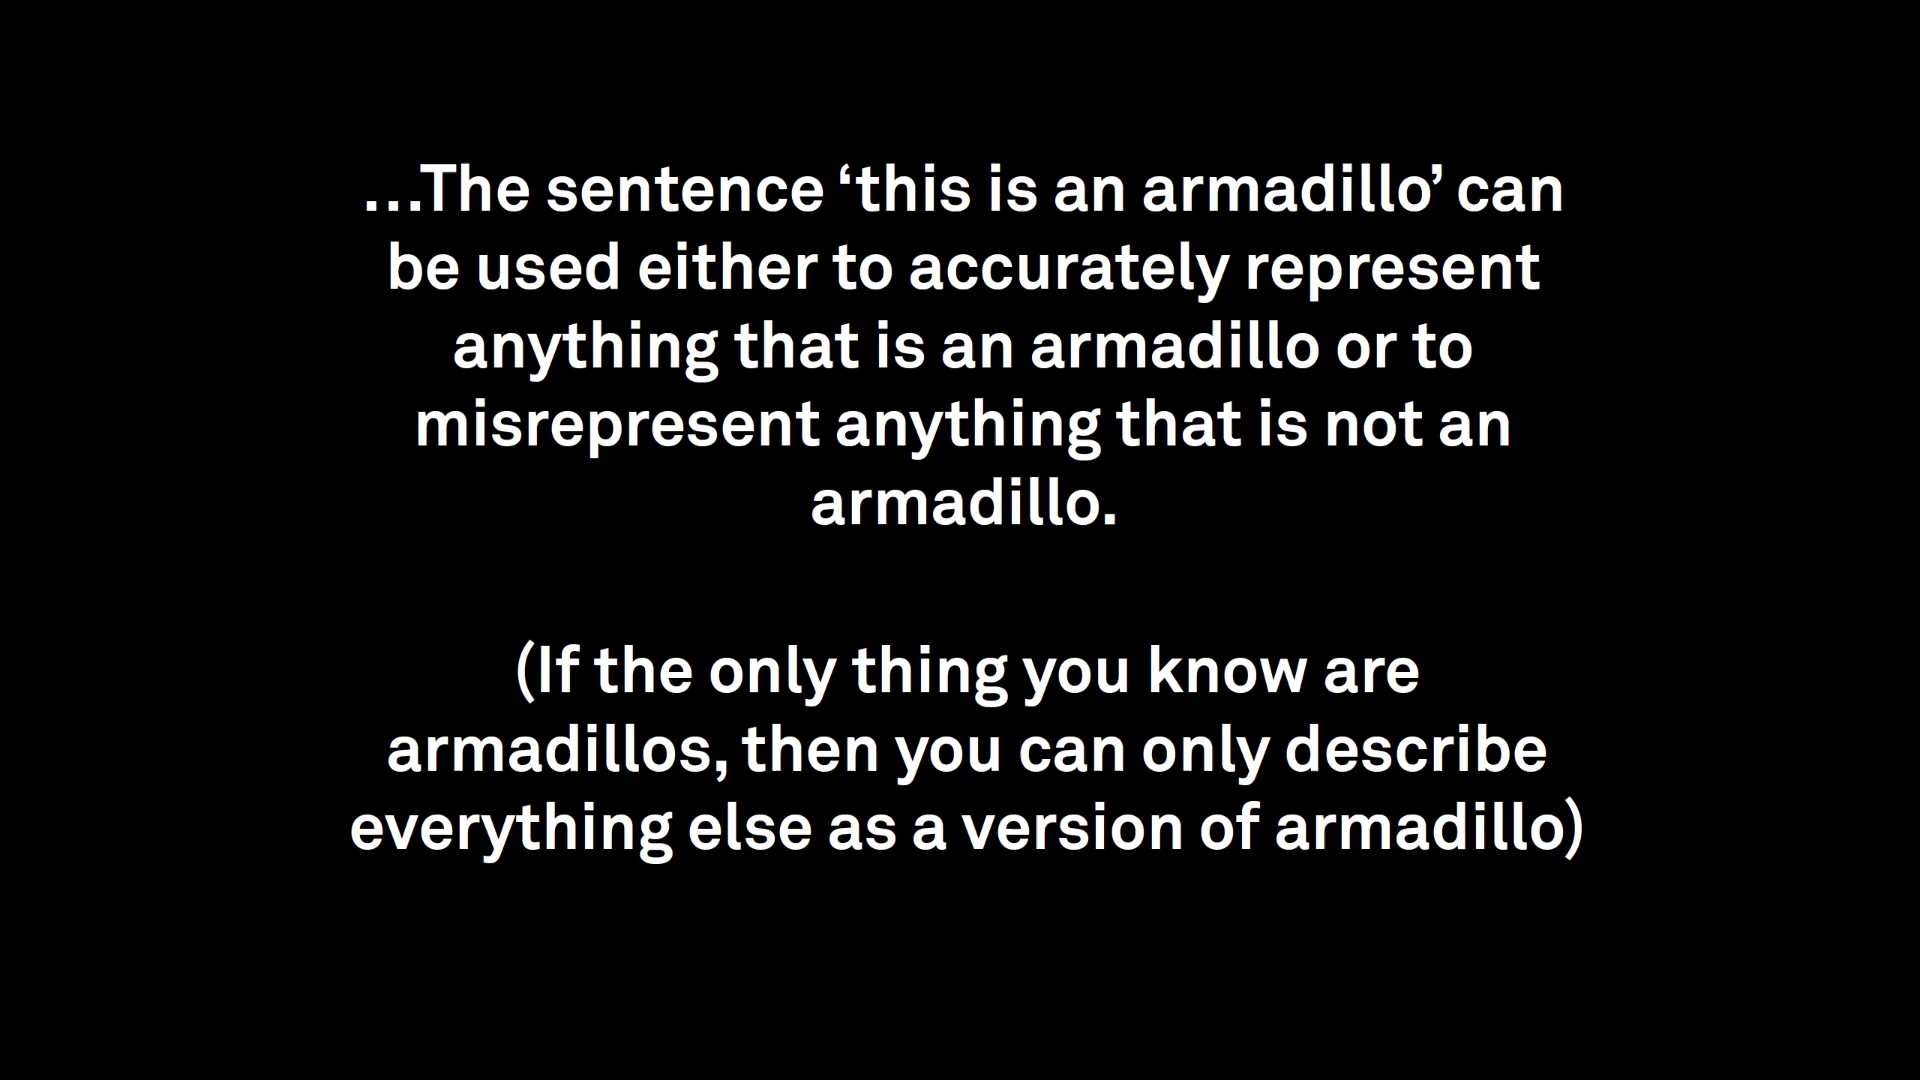 …The sentence ‘this is an armadillo’ can
be used either to accurately represent
anything that is an armadillo or to
misrepresent anything that is not an
armadillo.
(If the only thing you know are
armadillos, then you can only describe
everything else as a version of armadillo)